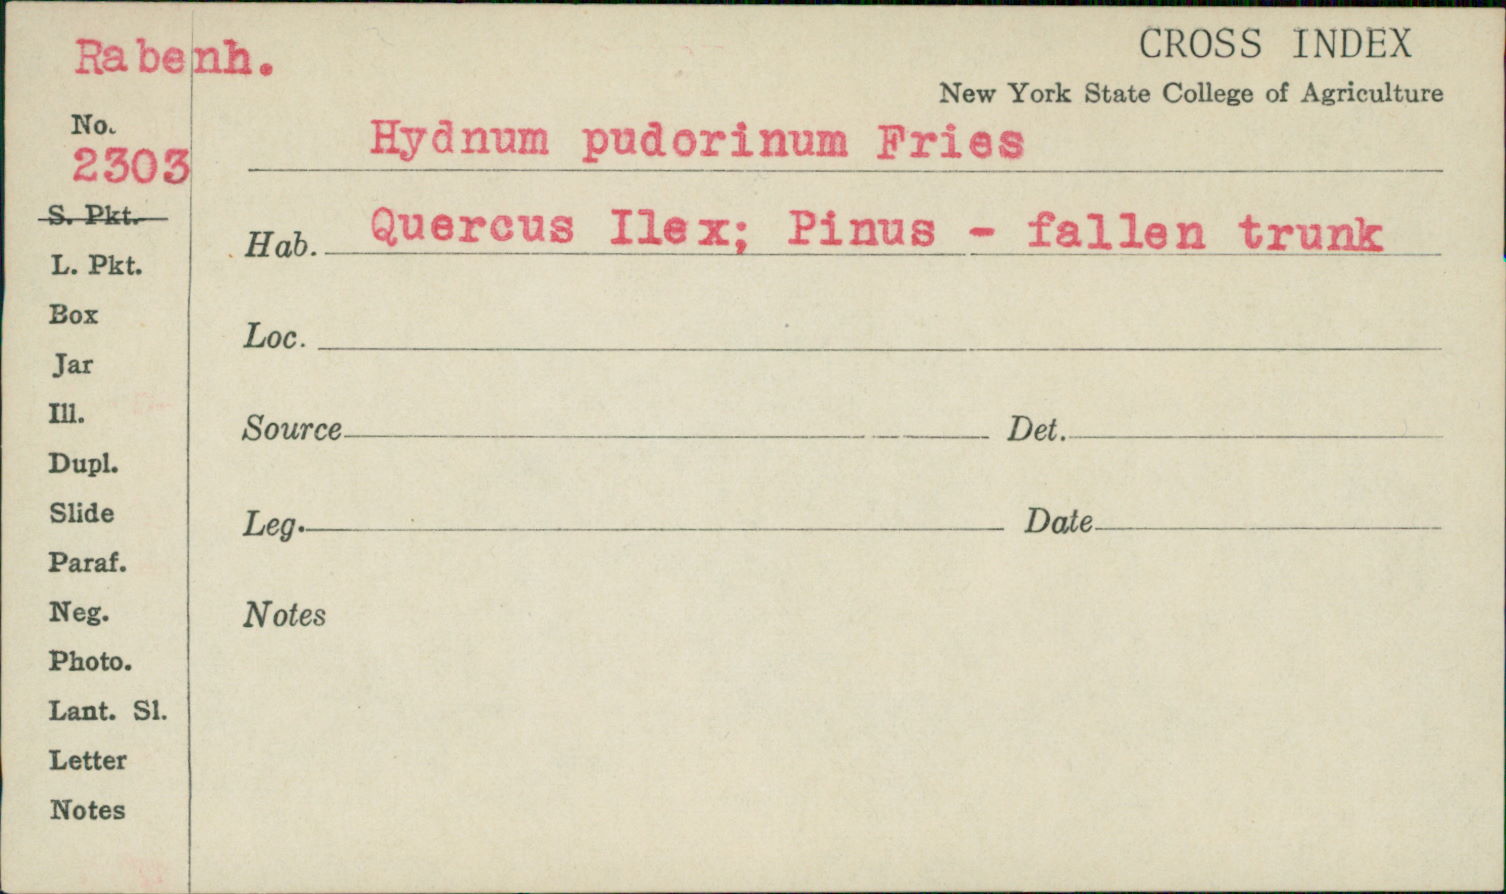 Rabenh.
CROSS INDEX
New York State College of Agriculture
No.
2303
Hydnum pudorinum Fries
S. Pkt.
Hab. Quercus Ilex; Pinus - fallen trunk
L. Pkt.
Box
Loc.
Jar
Ill.
Source Det.
Dupl.
Slide
Leg. Date
Paraf.
Neg.
Notes
Photo.
Lant. Sl.
Letter
Notes